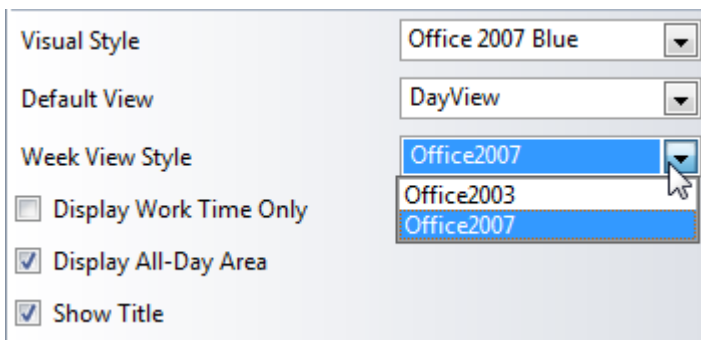 Visual Style Office 2007 Blue
Default View DayView
Week View Style Office2007
Office2003
Display Work Time Only
Office2007
Display All-Day Area
Show Title